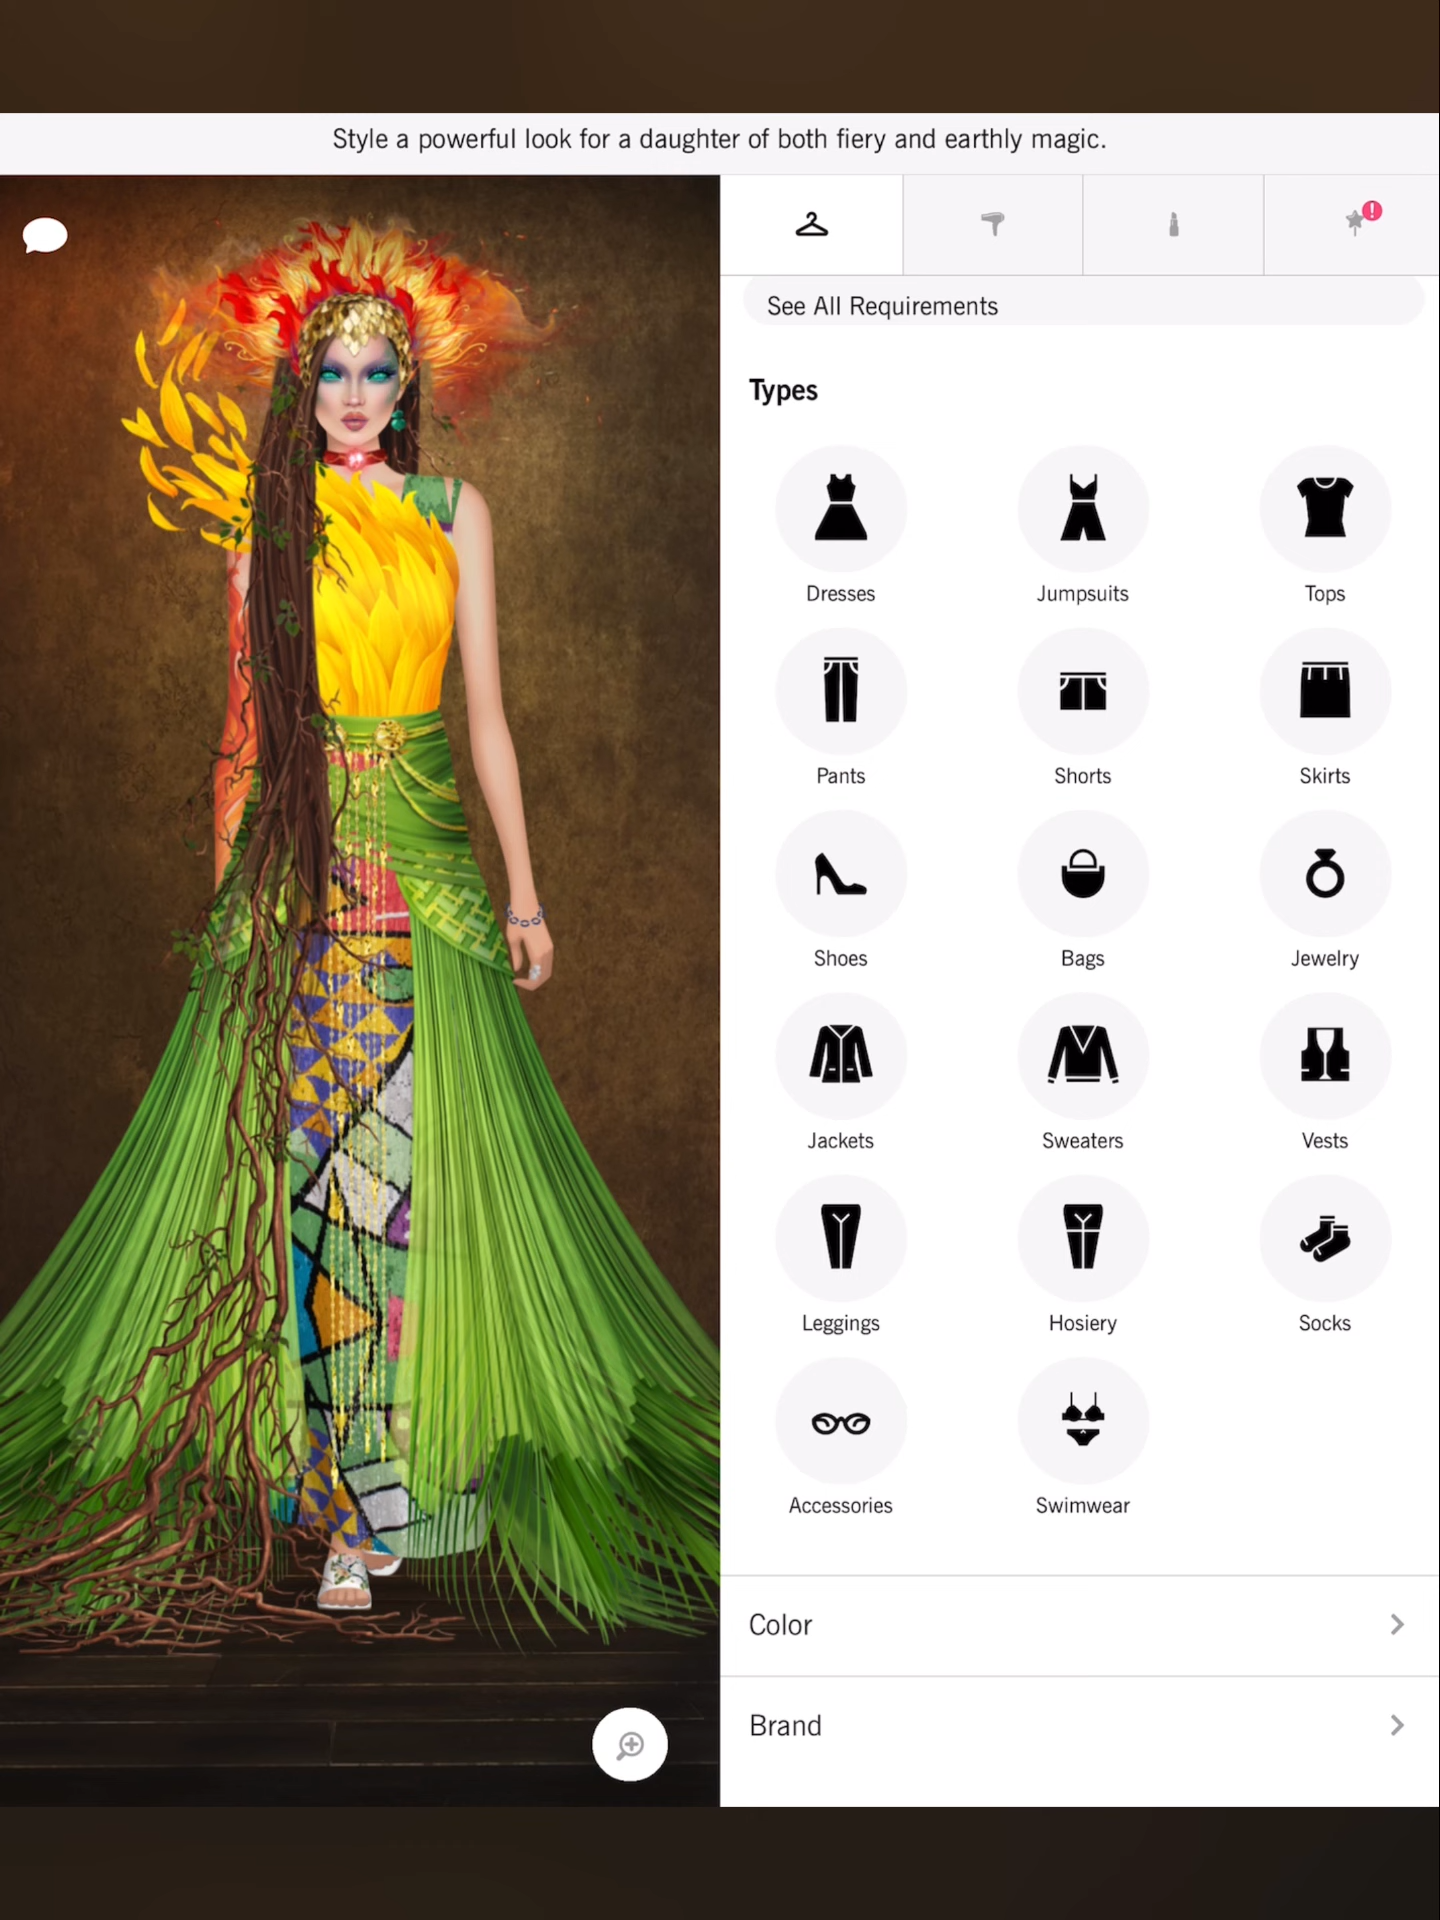 Style a powerful look for a daughter of both fiery and earthly magic.
See All Requirements
Types
Dresses
Jumpsuits
Tops
Pants
Shorts
Skirts
Shoes
Bags
Jewelry
Jackets
Sweaters
Vests
Leggings
Hosiery
Socks
Accessories
Swimwear
Color
Brand